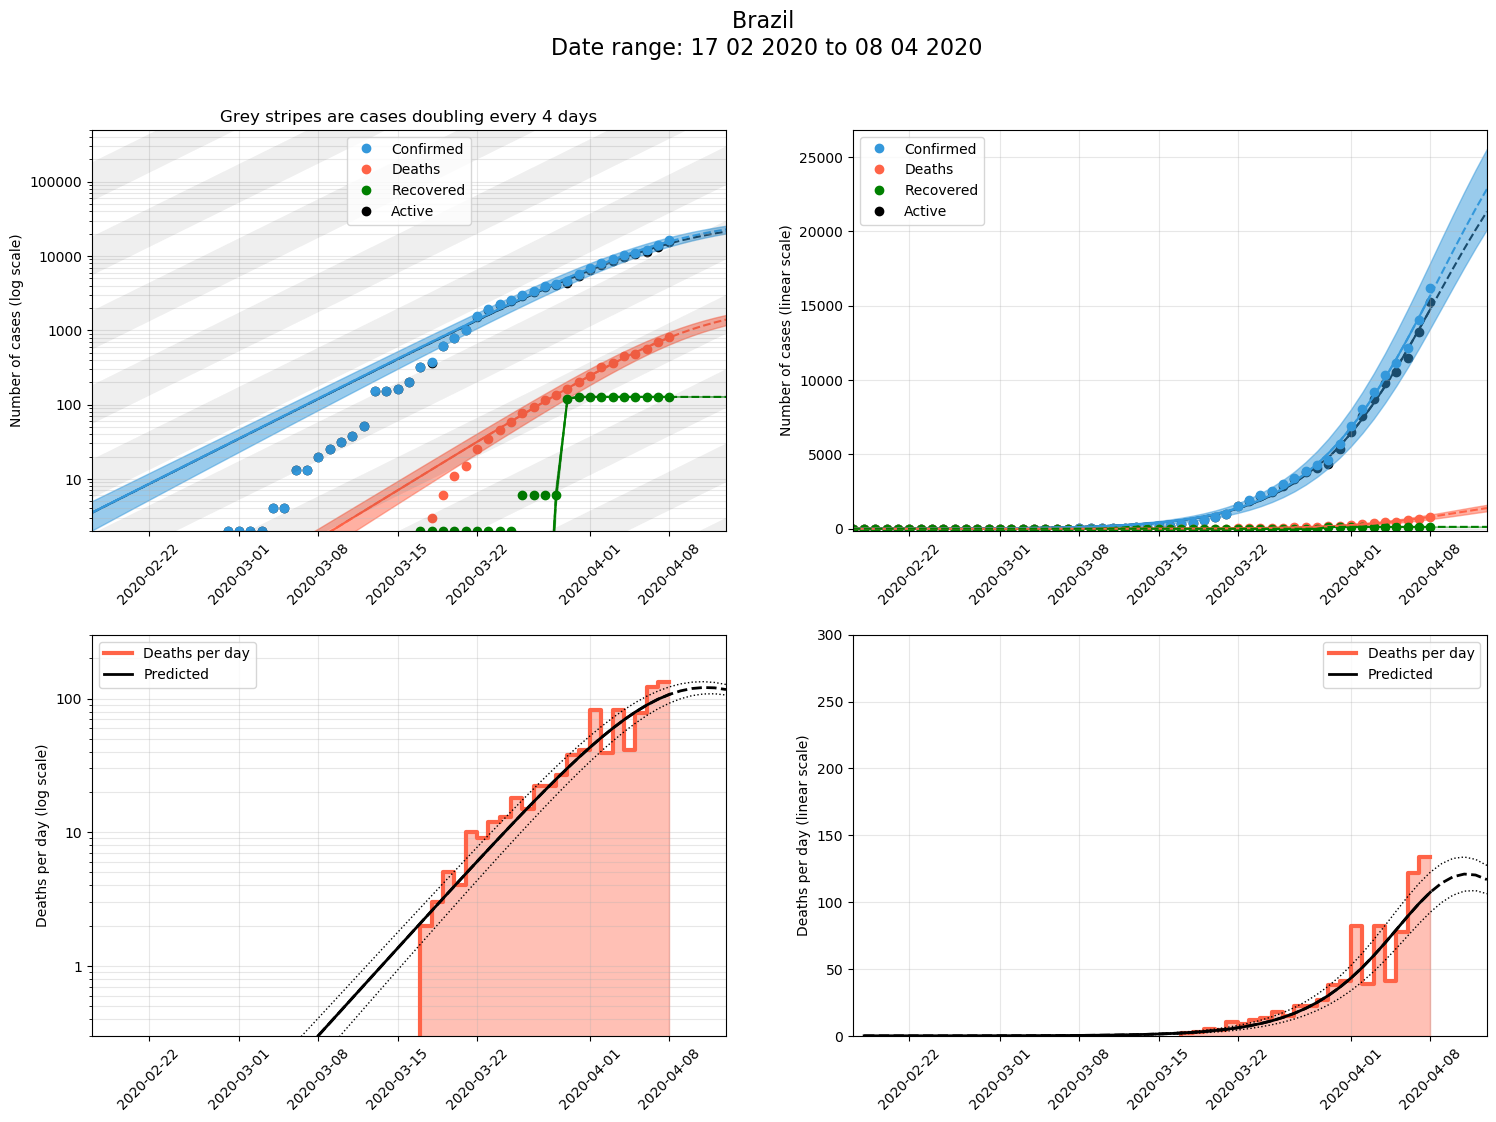 Brazil
Date range: 17 02 2020 to 08 04 2020
Grey stripes are cases doubling every 4 days
Number of cases (log scale)
100000
10000
1000
100
10
Confirmed
Deaths
Recovered
Active
2020-02-22
2020-03-01
2020-03-08
2020-03-15
2020-03-22
2020-04-01
2020-04-08
Number of cases (linear scale)
25000
20000
15000
10000
5000
0
Confirmed
Deaths
Recovered
Active
2020-02-22
2020-03-01
2020-03-08
2020-03-15
2020-03-22
2020-04-01
2020-04-08
Deaths per day (log scale)
100
10
1
Deaths per day
Predicted
2020-02-22
2020-03-01
2020-03-08
2020-03-15
2020-03-22
2020-04-01
2020-04-08
Deaths per day (linear scale)
300
250
200
150
100
50
0
Deaths per day
Predicted
2020-02-22
2020-03-01
2020-03-08
2020-03-15
2020-03-22
2020-04-01
2020-04-08